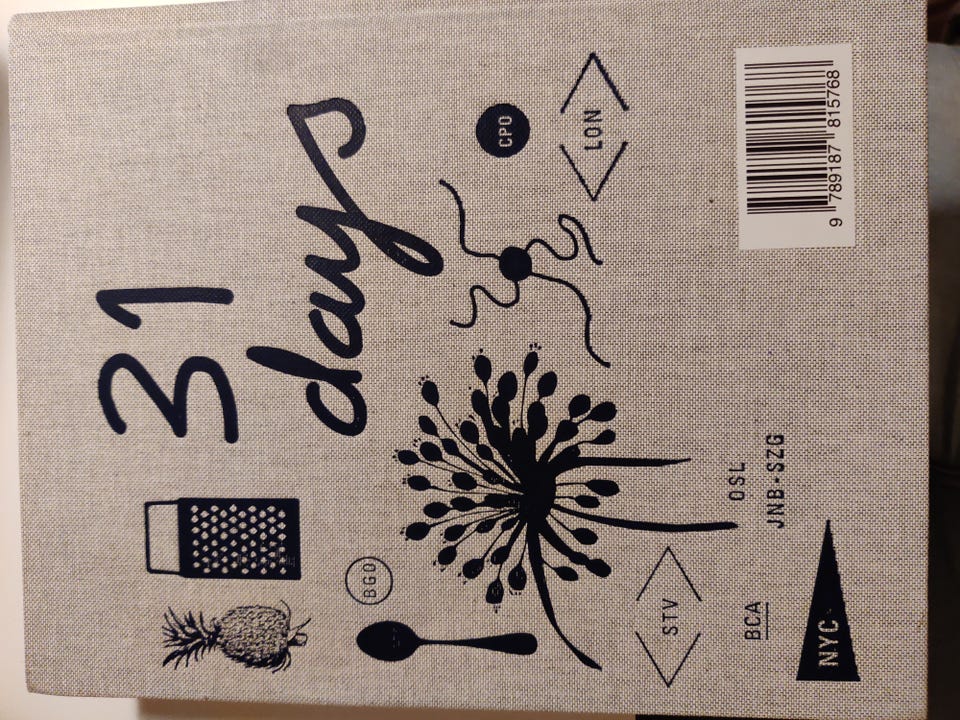 31
days
BGO
CPO
LON
STV
OSL
BCA
JNB·SZG
NYC
9 789187 815768